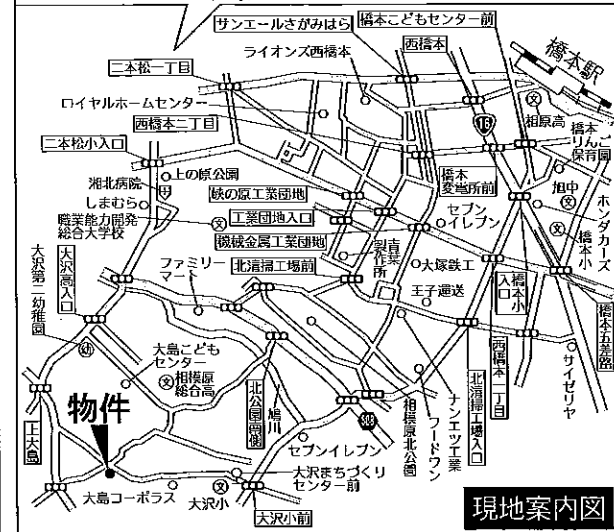 サンエールさがみはら
橋本こどもセンター前
ライオンズ西橋本
西橋本
橋本駅
二本松一丁目
ロイヤルホームセンター
西橋本二丁目
16
相原高
文
橋本
りんご
保育園
二本松小入口
上の原公園
湘北病院
しまむら
職業能力開発
総合大学校
文
峡の原工業団地
工業団地入口
機械金属工業団地
橋本
変電所前
セブン
イレブン
旭中
文
ホンダカーズ
橋本小
文
大沢第二幼稚園
幼
大沢高入口
ファミリー
マート
北清掃工場前
製作所
大塚鉄工
王子運送
橋本小
入口
橋本五差路
大島こども
センター
相模原
総合高
文
物件
上大島
北公園南側
鳩川
503
相模原北公園
フードワン
ナンエツ工業
北清掃工場入口
西橋本一丁目
サイゼリヤ
セブンイレブン
大沢まちづくり
センター前
大島コーポラス
大沢小
文
大沢小前
現地案内図